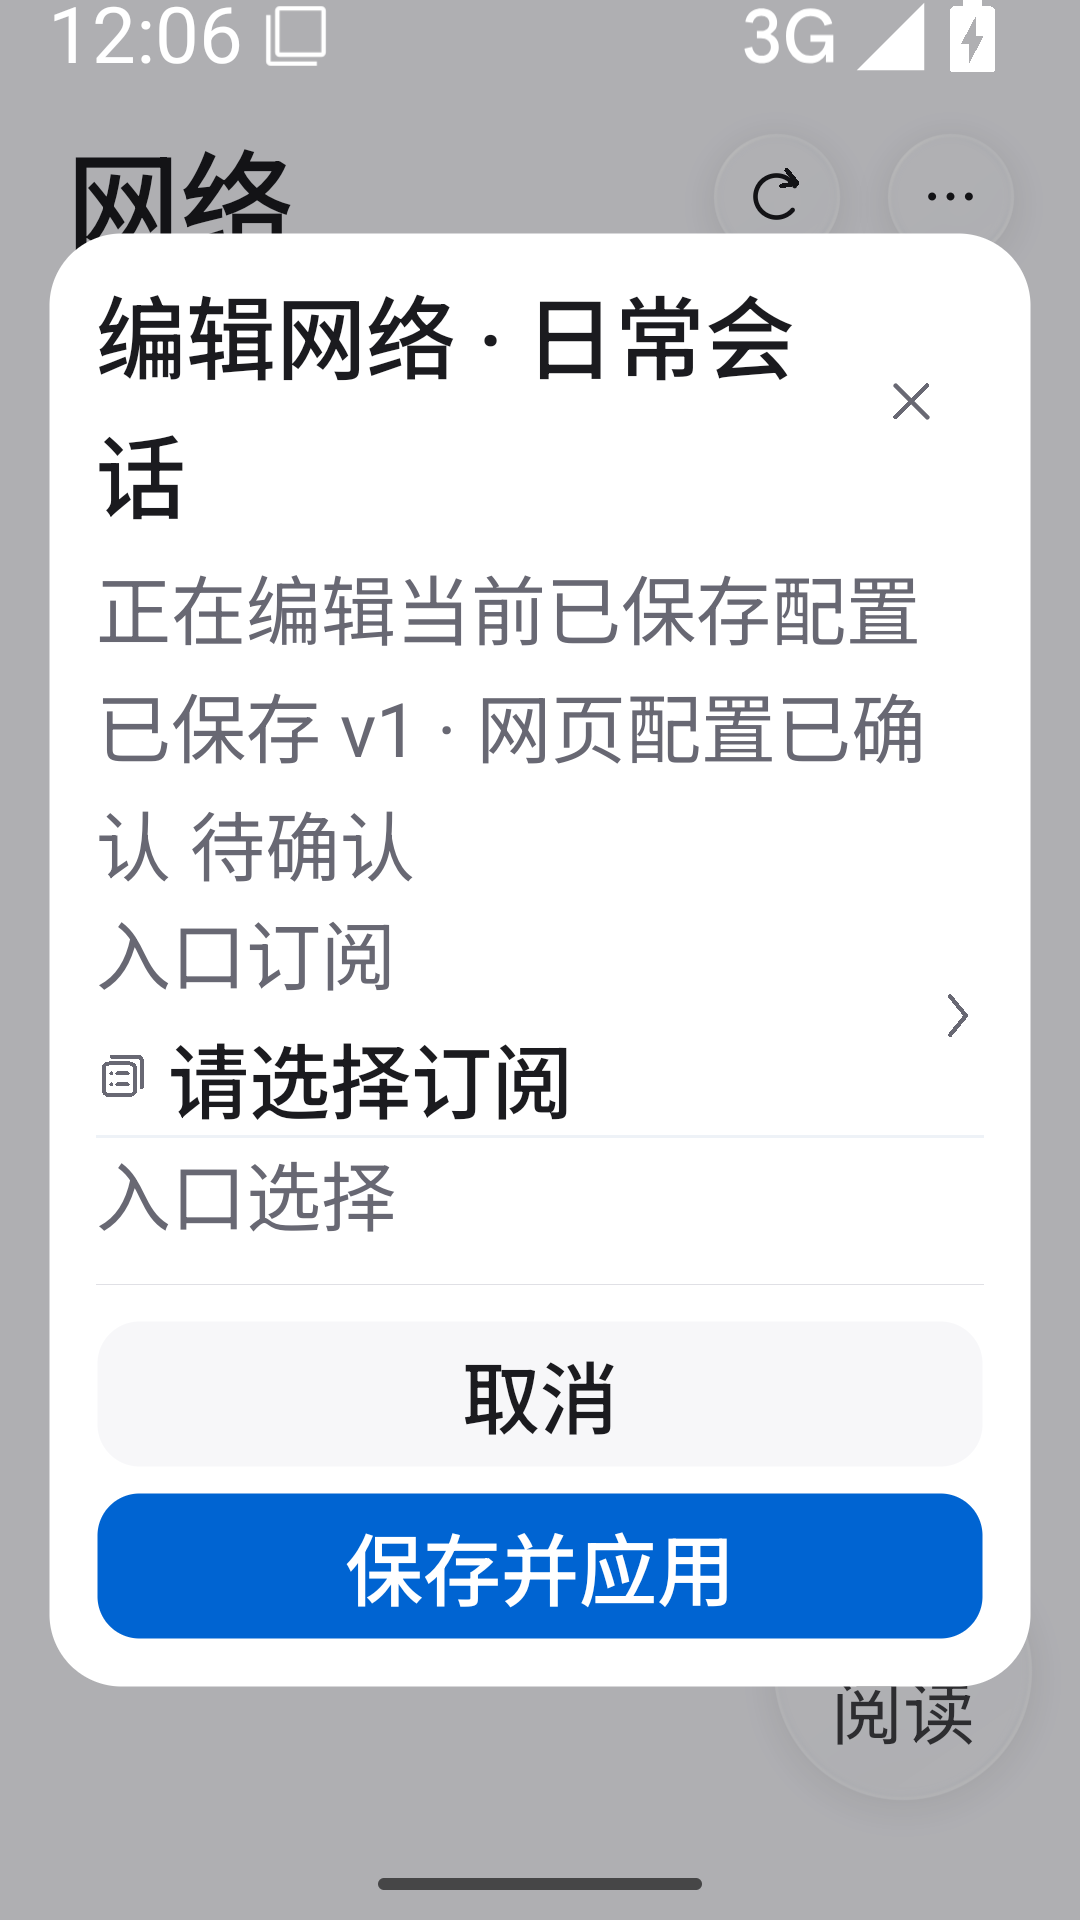 12:06 3G
网络
编辑网络 · 日常会
话
正在编辑当前已保存配置
已保存 v1 · 网页配置已确
认 待确认
入口订阅
请选择订阅
入口选择
取消
保存并应用
阅读